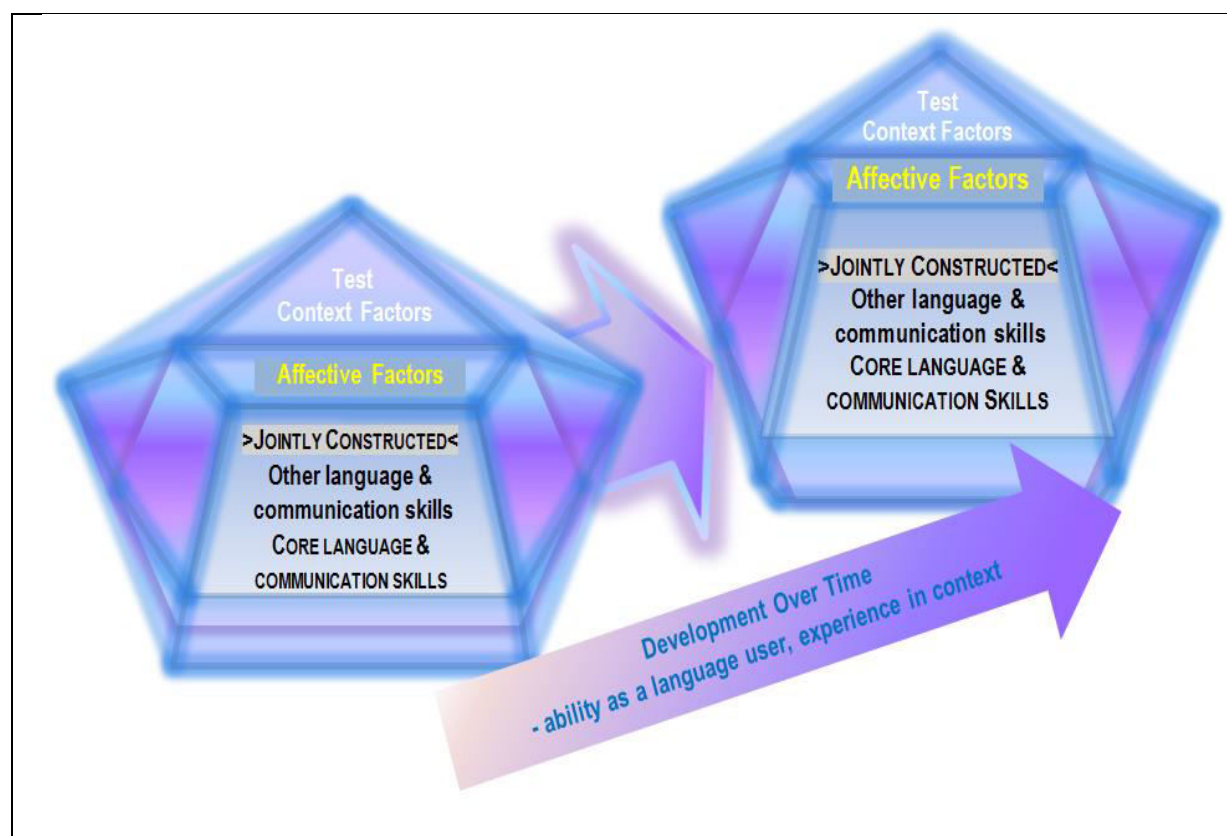 Test
Context Factors
Affective Factors
>JOINTLY CONSTRUCTED<
Other language &
communication skills
CORE LANGUAGE &
COMMUNICATION SKILLS
Test
Context Factors
Affective Factors
>JOINTLY CONSTRUCTED<
Other language &
communication skills
CORE LANGUAGE &
COMMUNICATION SKILLS
Development Over Time
- ability as a language user, experience in context